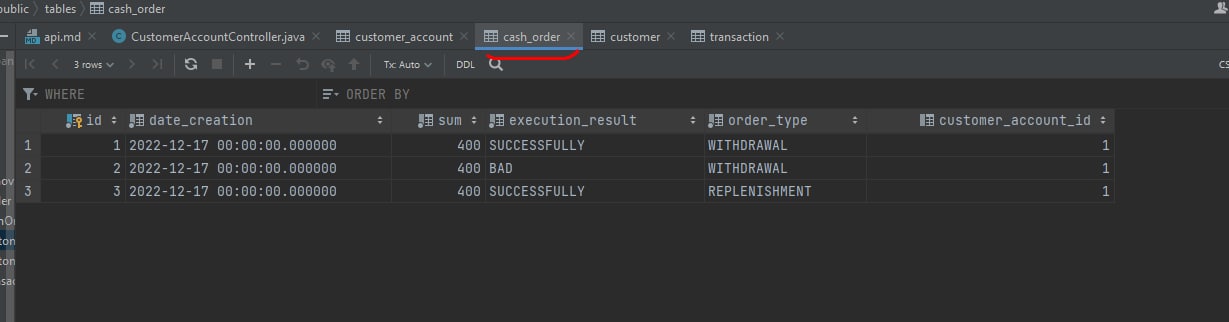 public tables cash_order
api.md CustomerAccountController.java customer_account cash_order customer transaction
3 rows Tx: Auto DDL CS
WHERE ORDER BY
id date_creation sum execution_result order_type customer_account_id
1 1 2022-12-17 00:00:00.000000 400 SUCCESSFULLY WITHDRAWAL 1
2 2 2022-12-17 00:00:00.000000 400 BAD WITHDRAWAL 1
3 3 2022-12-17 00:00:00.000000 400 SUCCESSFULLY REPLENISHMENT 1